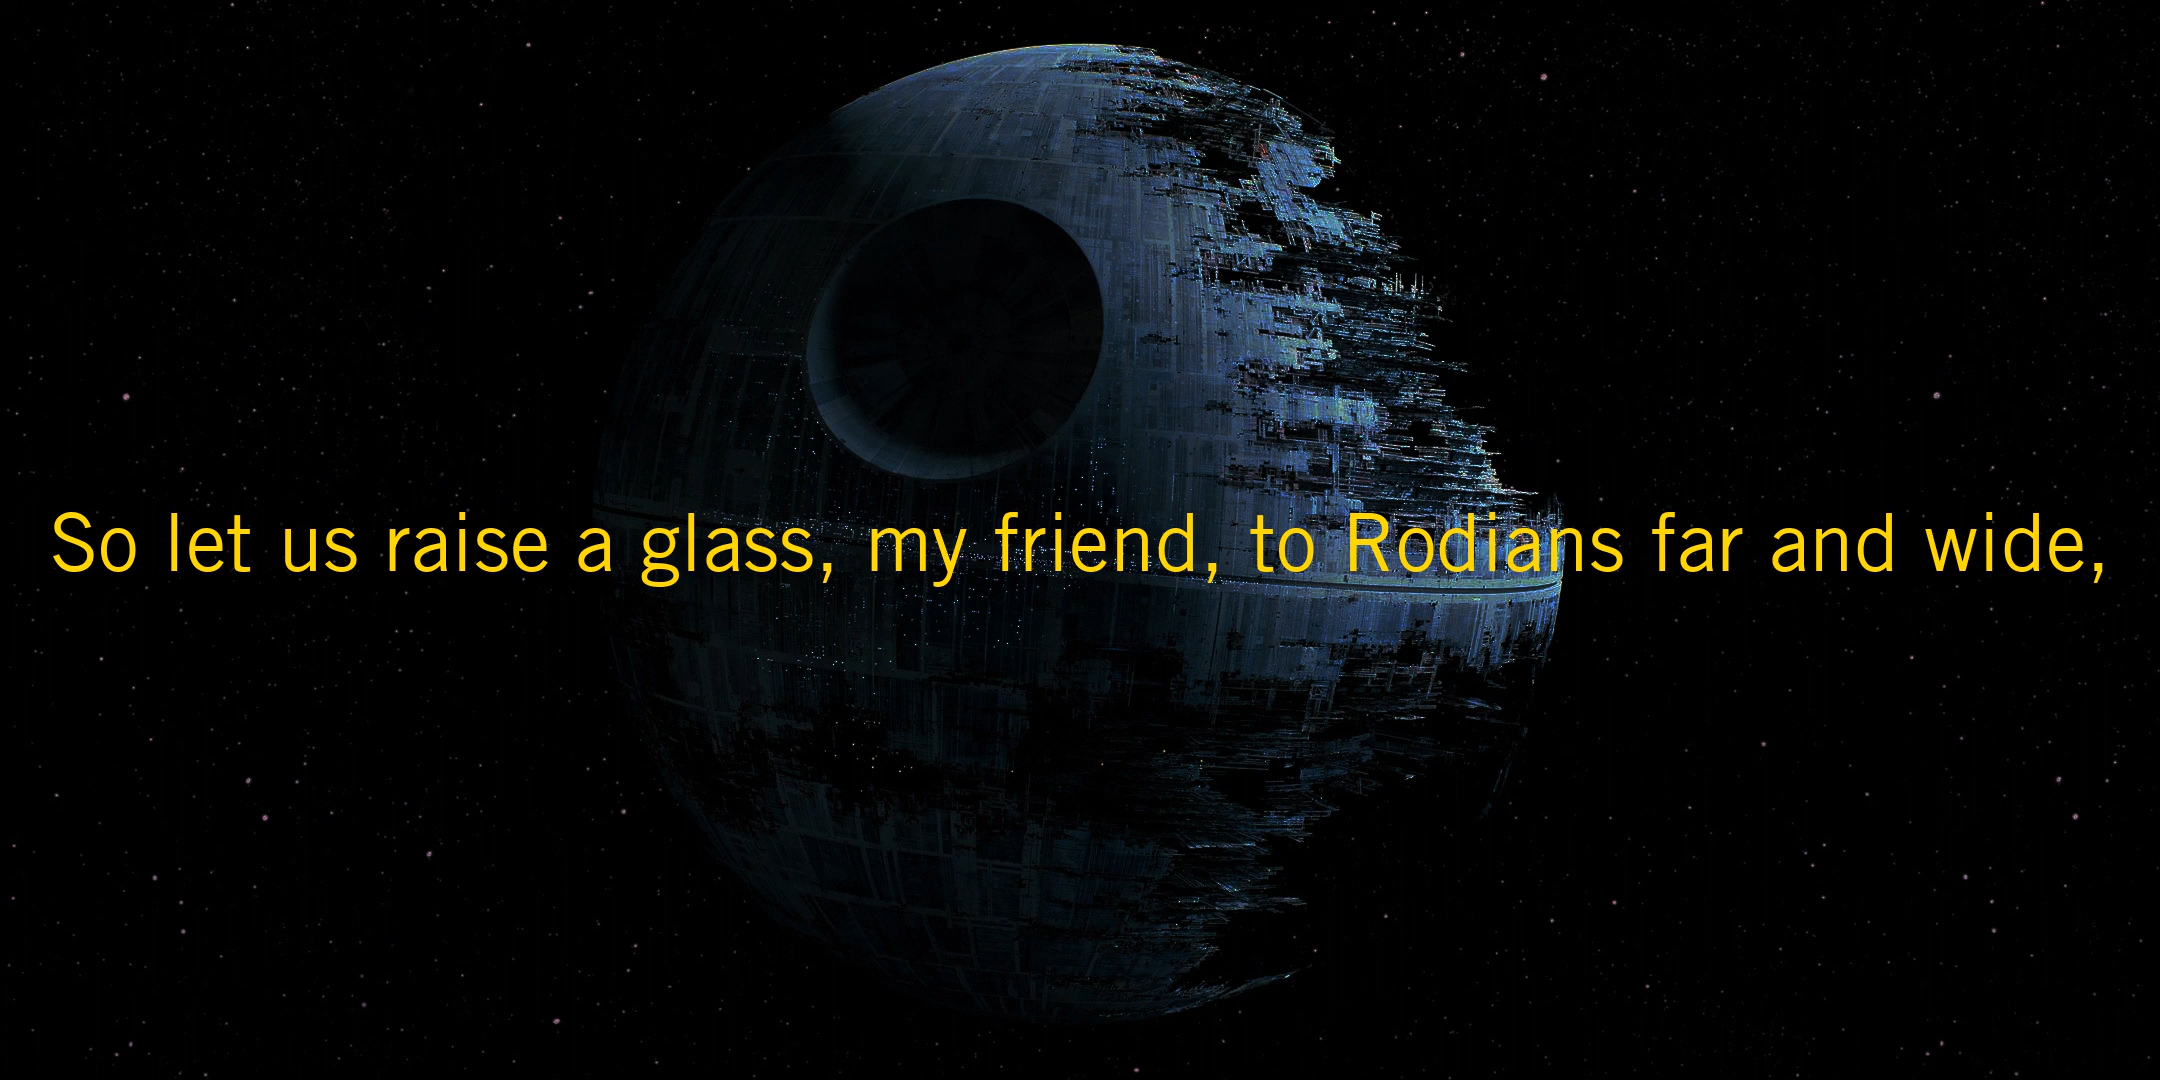 So let us raise a glass, my friend, to Rodians far and wide,